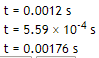 t = 0.0012 s
t = 5.59 × 10⁻⁴ s
t = 0.00176 s